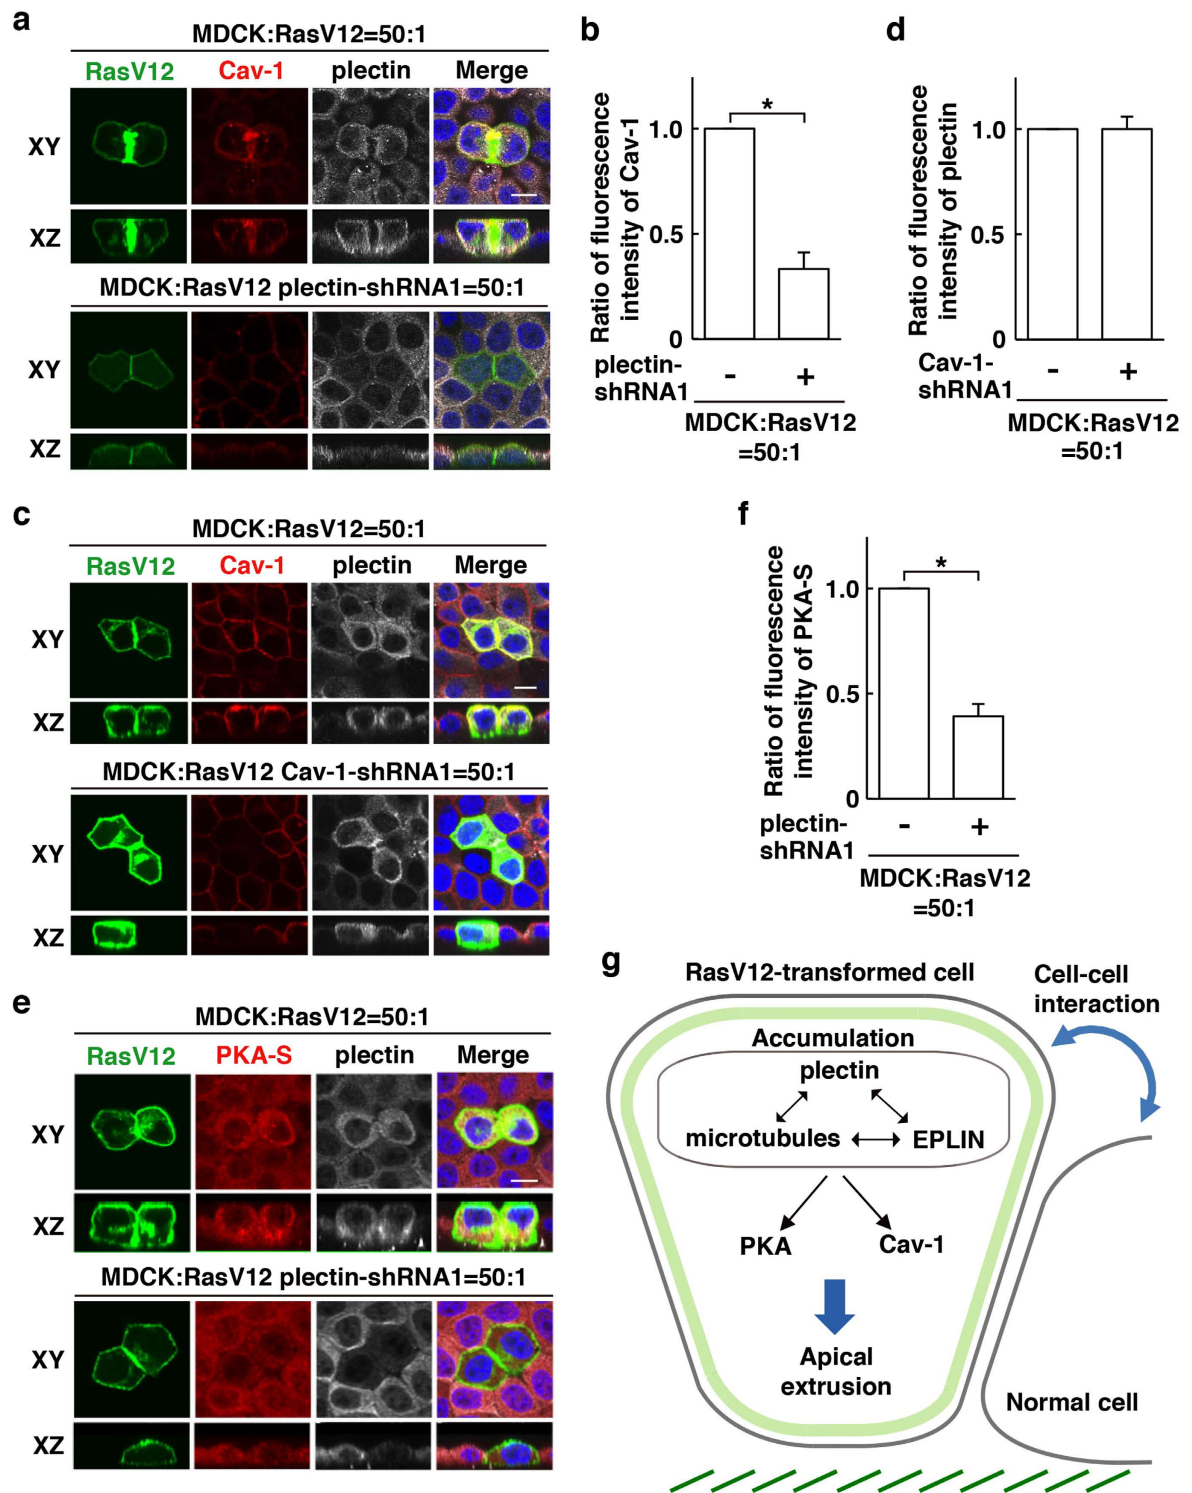 a
MDCK:RasV12=50:1
RasV12 Cav-1 plectin Merge
XY
XZ
MDCK:RasV12 plectin-shRNA1=50:1
XY
XZ
b
Ratio of fluorescence
intensity of Cav-1
1.0
0.5
0
*
plectin-
shRNA1
- +
MDCK:RasV12
=50:1
d
Ratio of fluorescence
intensity of plectin
1.0
0.5
0
Cav-1-
shRNA1
- +
MDCK:RasV12
=50:1
c
MDCK:RasV12=50:1
RasV12 Cav-1 plectin Merge
XY
XZ
MDCK:RasV12 Cav-1-shRNA1=50:1
XY
XZ
f
Ratio of fluorescence
intensity of PKA-S
1.0
0.5
0
*
plectin-
shRNA1
- +
MDCK:RasV12
=50:1
e
MDCK:RasV12=50:1
RasV12 PKA-S plectin Merge
XY
XZ
MDCK:RasV12 plectin-shRNA1=50:1
XY
XZ
g
RasV12-transformed cell
Cell-cell
interaction
Accumulation
plectin
microtubules EPLIN
PKA Cav-1
Apical
extrusion
Normal cell